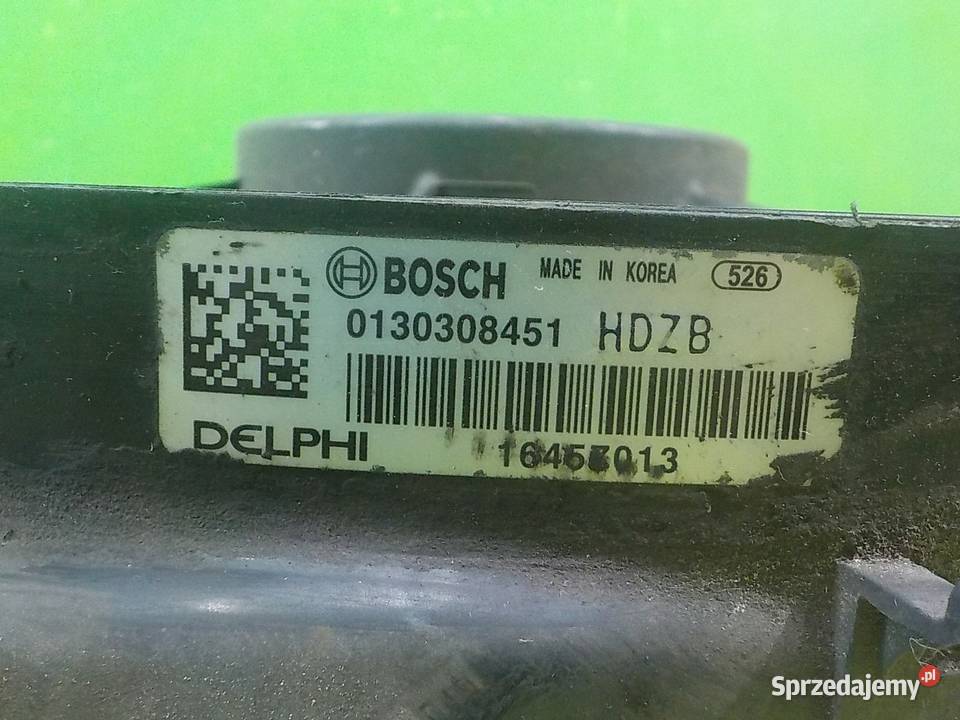 BOSCH MADE IN KOREA 526
0130308451 HDZB
DELPHI
Sprzedajemy.pl